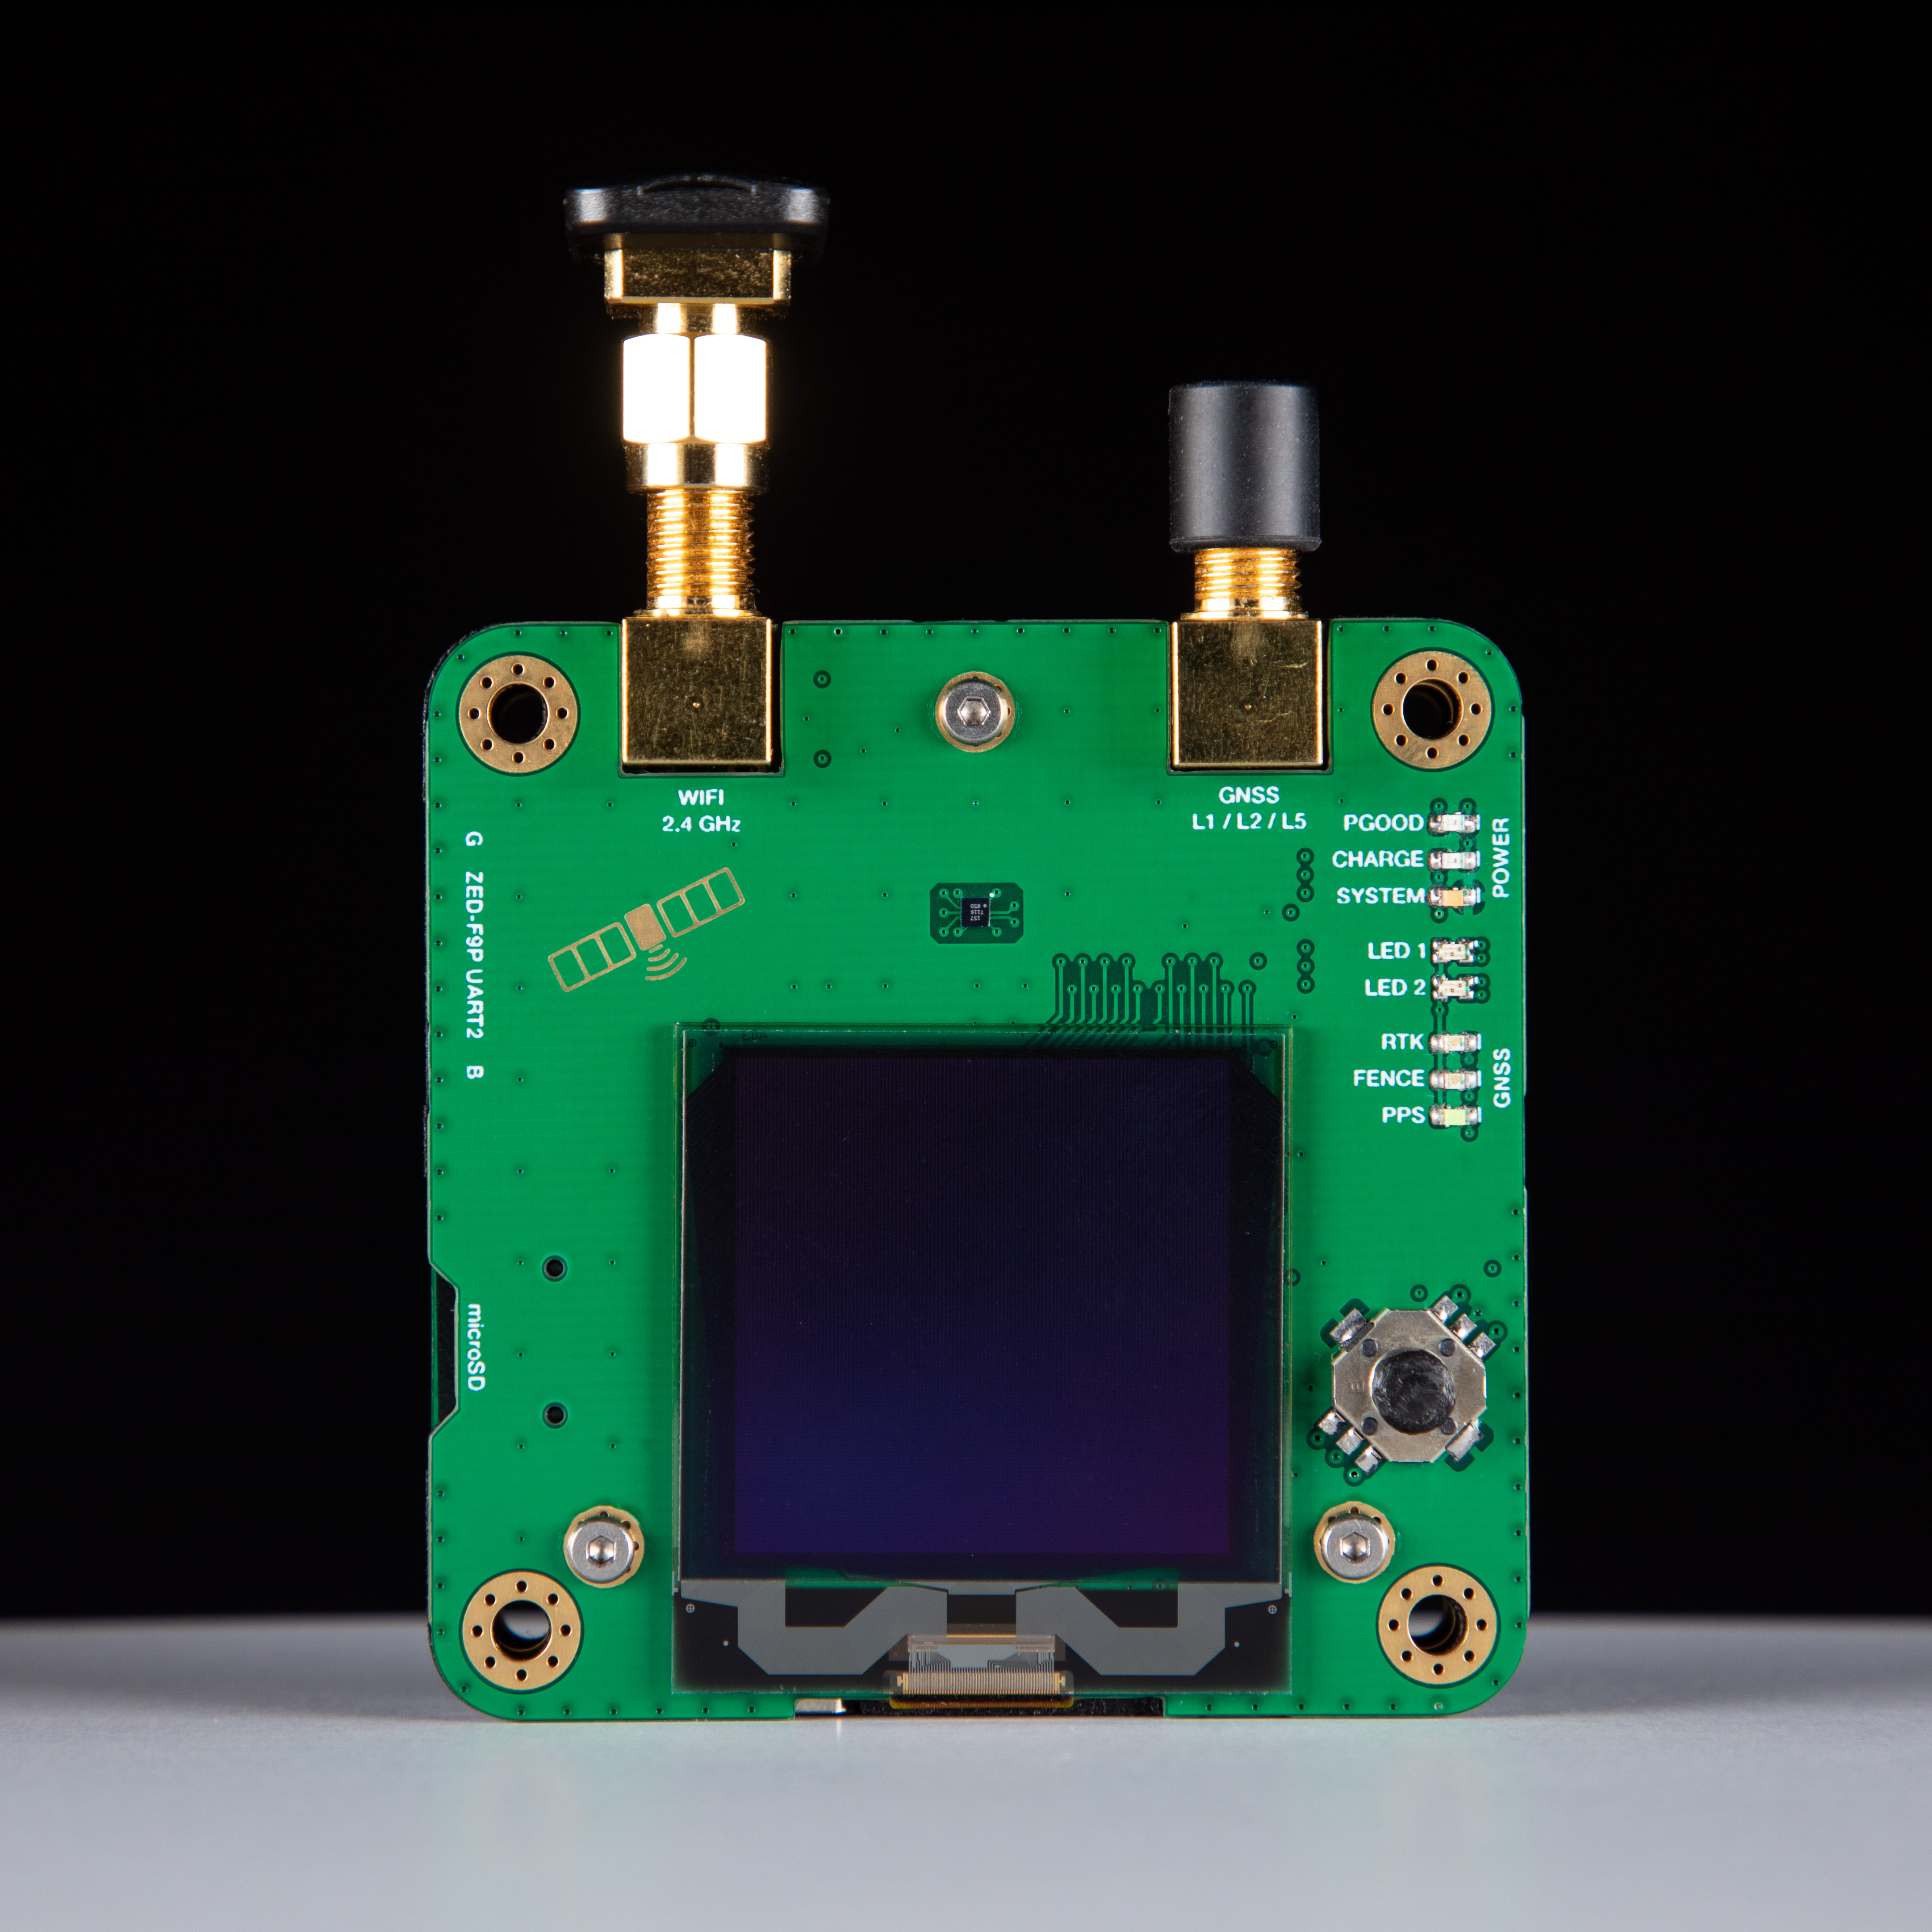 WIFI
2.4 GHz
GNSS
L1 / L2 / L5
PGOOD
CHARGE
SYSTEM
POWER
LED 1
LED 2
RTK
FENCE
PPS
GNSS
G ZED-F9P UART2 B
microSD